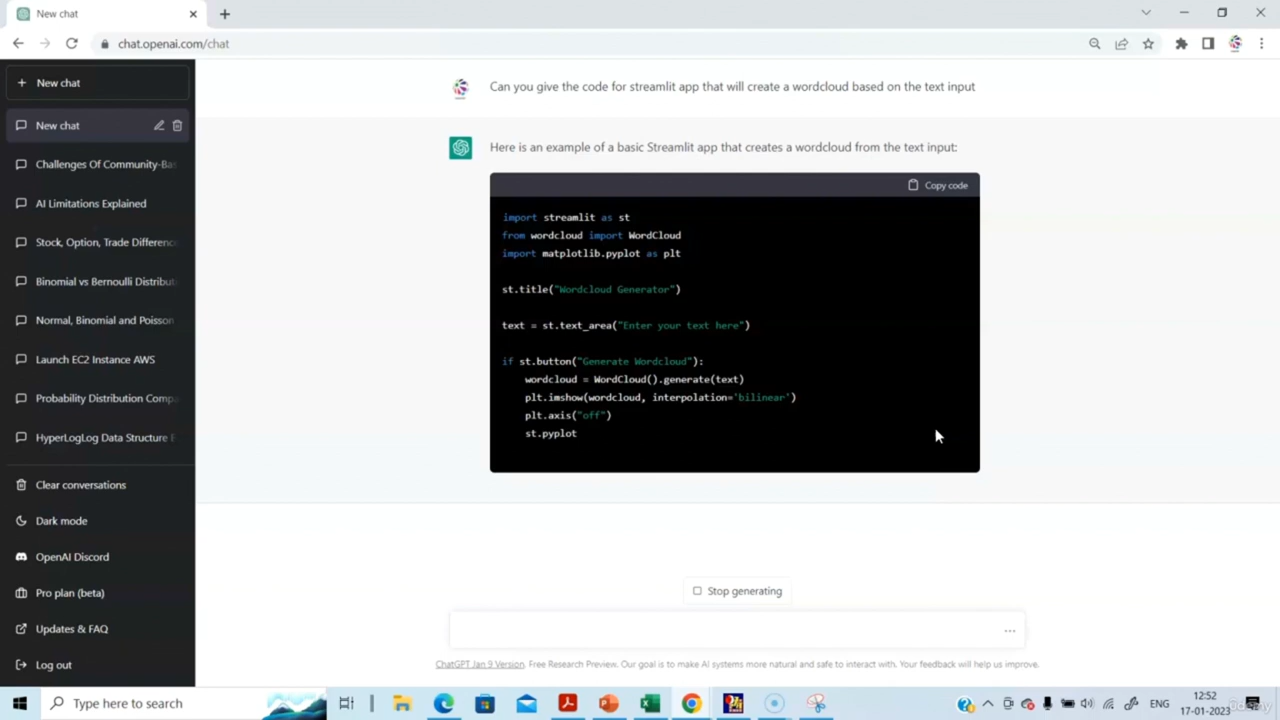 New chat
chat.openai.com/chat
New chat
New chat
Challenges Of Community-Ba
AI Limitations Explained
Stock, Option, Trade Difference
Binomial vs Bernoulli Distribut
Normal, Binomial and Poisson
Launch EC2 Instance AWS
Probability Distribution Compa
HyperLogLog Data Structure E
Clear conversations
Dark mode
OpenAI Discord
Pro plan (beta)
Updates & FAQ
Log out
Can you give the code for streamlit app that will create a wordcloud based on the text input
Here is an example of a basic Streamlit app that creates a wordcloud from the text input:
Copy code
import streamlit as st
from wordcloud import WordCloud
import matplotlib.pyplot as plt
st.title("Wordcloud Generator")
text = st.text_area("Enter your text here")
if st.button("Generate Wordcloud"):
wordcloud = WordCloud().generate(text)
plt.imshow(wordcloud, interpolation='bilinear')
plt.axis("off")
st.pyplot
Stop generating
ChatGPT Jan 9 Version. Free Research Preview. Our goal is to make AI systems more natural and safe to interact with. Your feedback will help us improve.
Type here to search
ENG
12:52
17-01-2023
Udemy